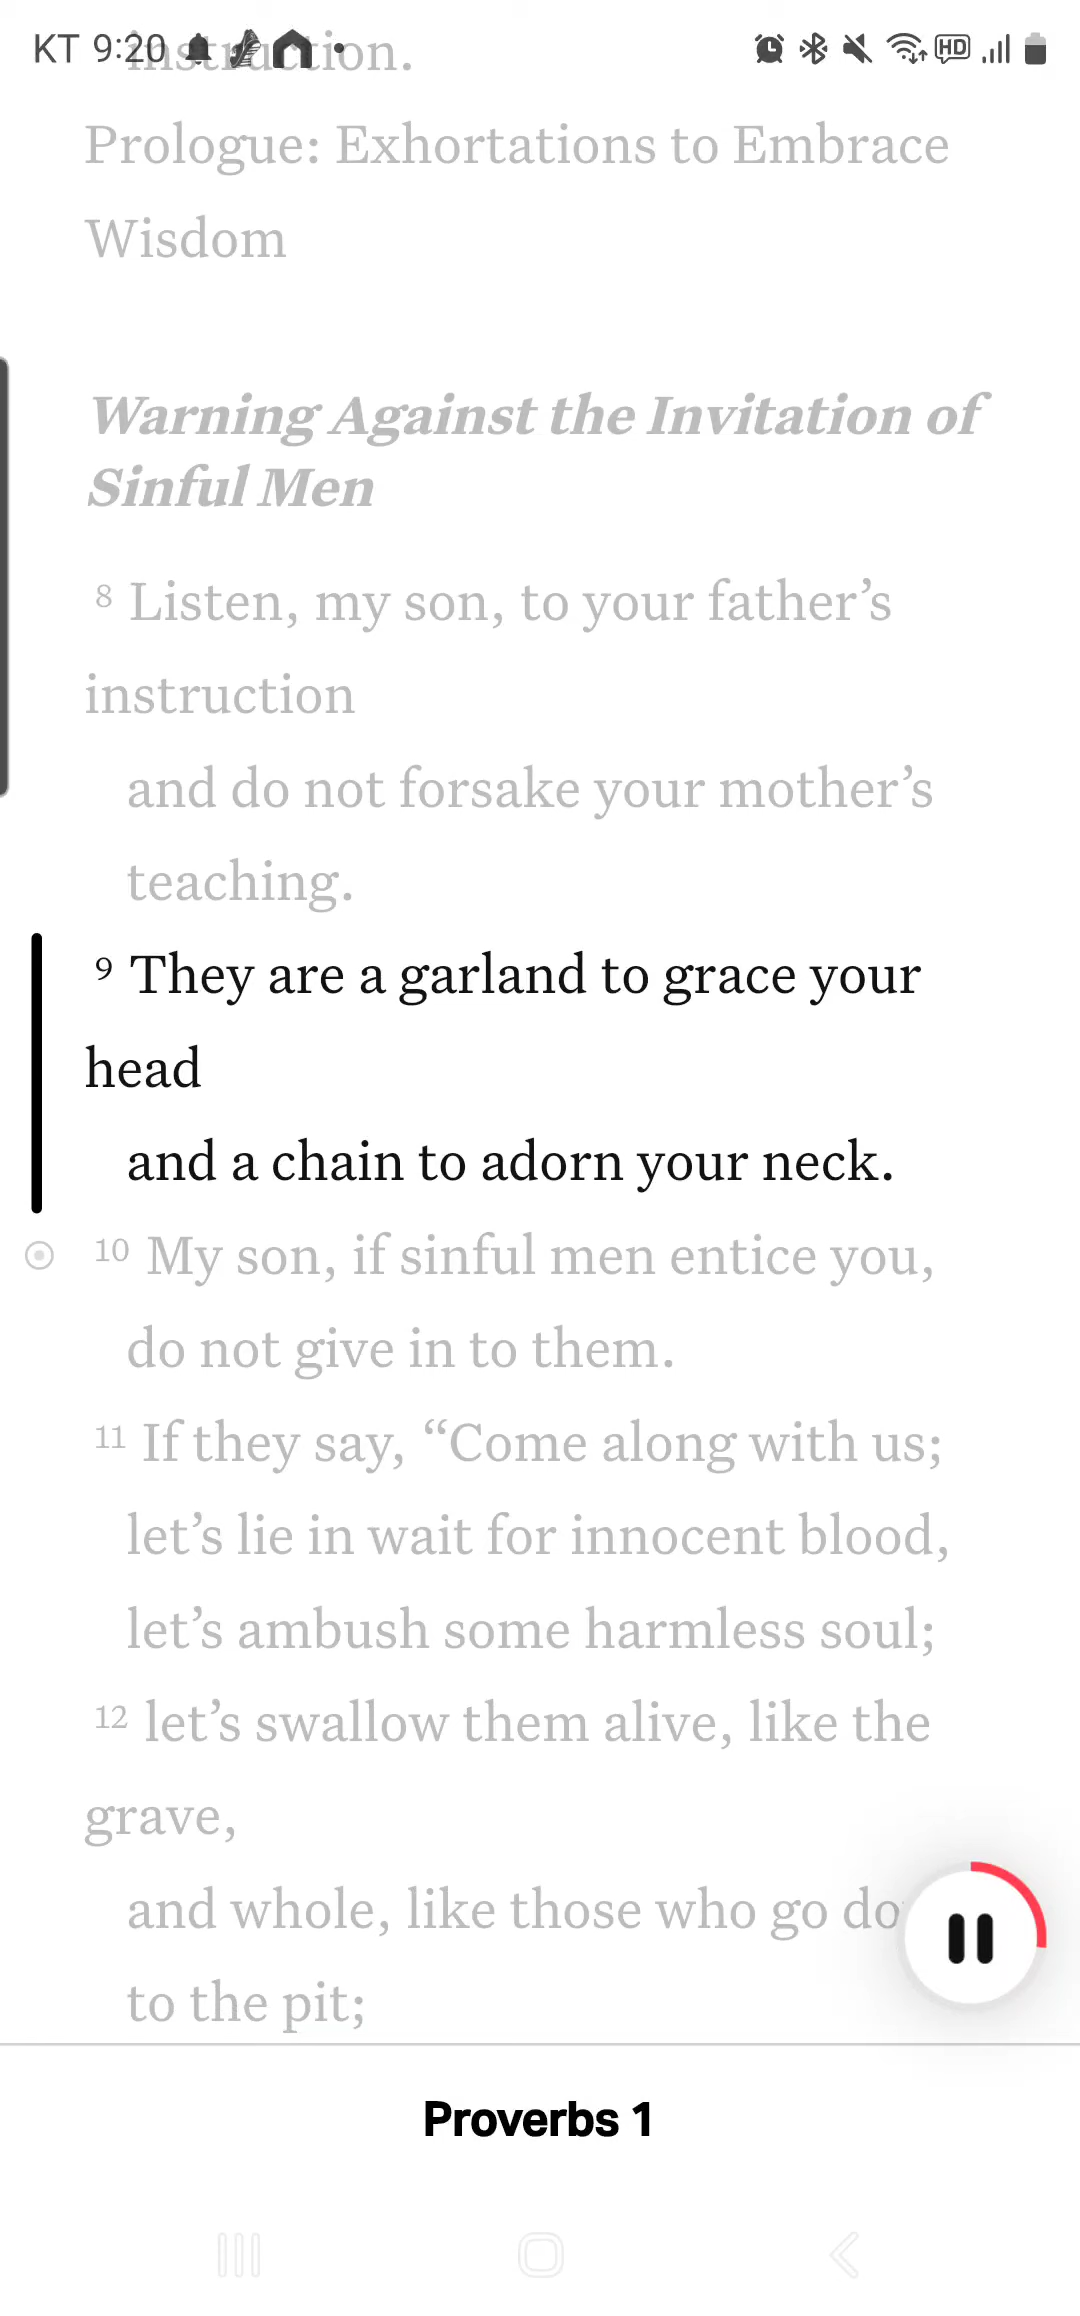 KT 9:20
instruction.
HD
Prologue: Exhortations to Embrace
Wisdom
Warning Against the Invitation of
Sinful Men
8 Listen, my son, to your father’s
instruction
and do not forsake your mother’s
teaching.
9 They are a garland to grace your
head
and a chain to adorn your neck.
10 My son, if sinful men entice you,
do not give in to them.
11 If they say, “Come along with us;
let’s lie in wait for innocent blood,
let’s ambush some harmless soul;
12 let’s swallow them alive, like the
grave,
and whole, like those who go do
to the pit;
Proverbs 1